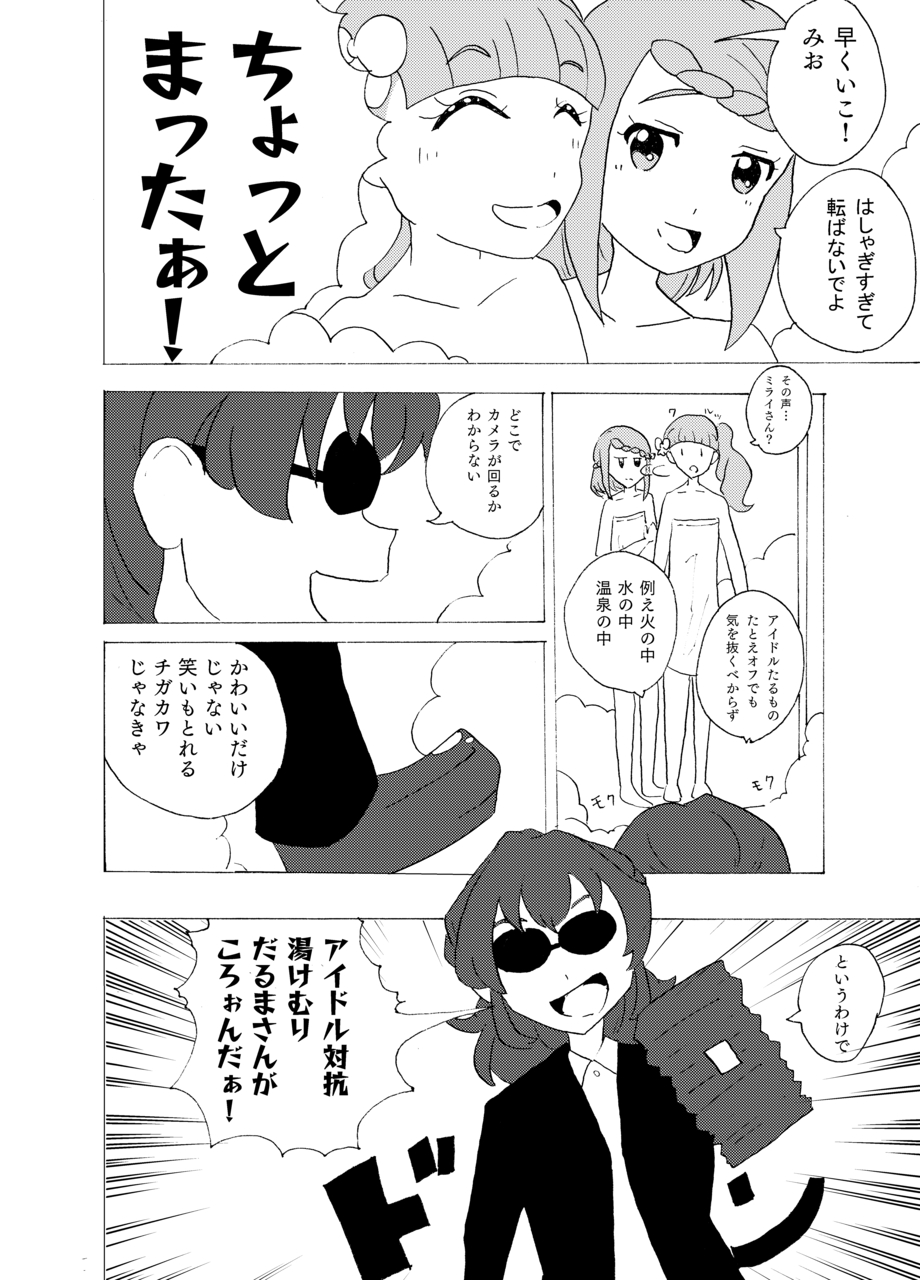 早くいこ！
みお
はしゃぎすぎて
転ばないでよ
ちょっと
まったぁ！
その声…
ミライさん？
クルッ
アイドルたるもの
たとえオフでも
気を抜くべからず
例え火の中
水の中
温泉の中
モク
モク
どこで
カメラが回るか
わからない
かわいいだけ
じゃない
笑いもとれる
チガカワ
じゃなきゃ
というわけで
アイドル対抗
湯けむり
だるまさんが
ころぉんだぁ！
ドン